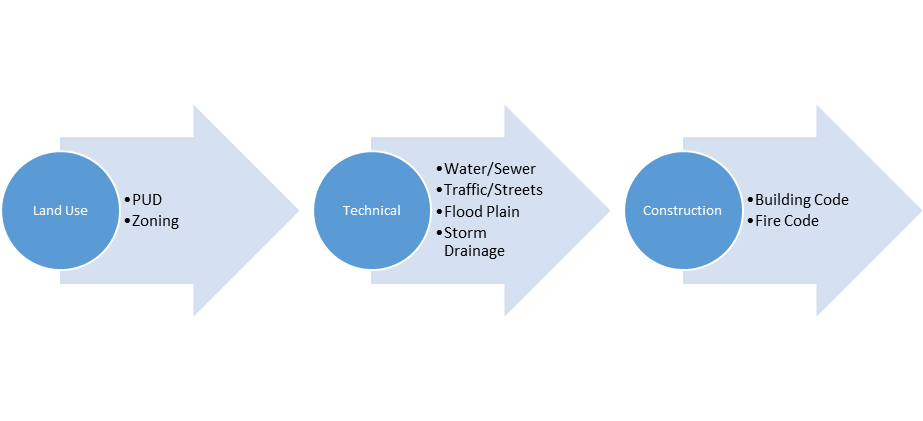 Land Use
•PUD
•Zoning
Technical
•Water/Sewer
•Traffic/Streets
•Flood Plain
•Storm
Drainage
Construction
•Building Code
•Fire Code